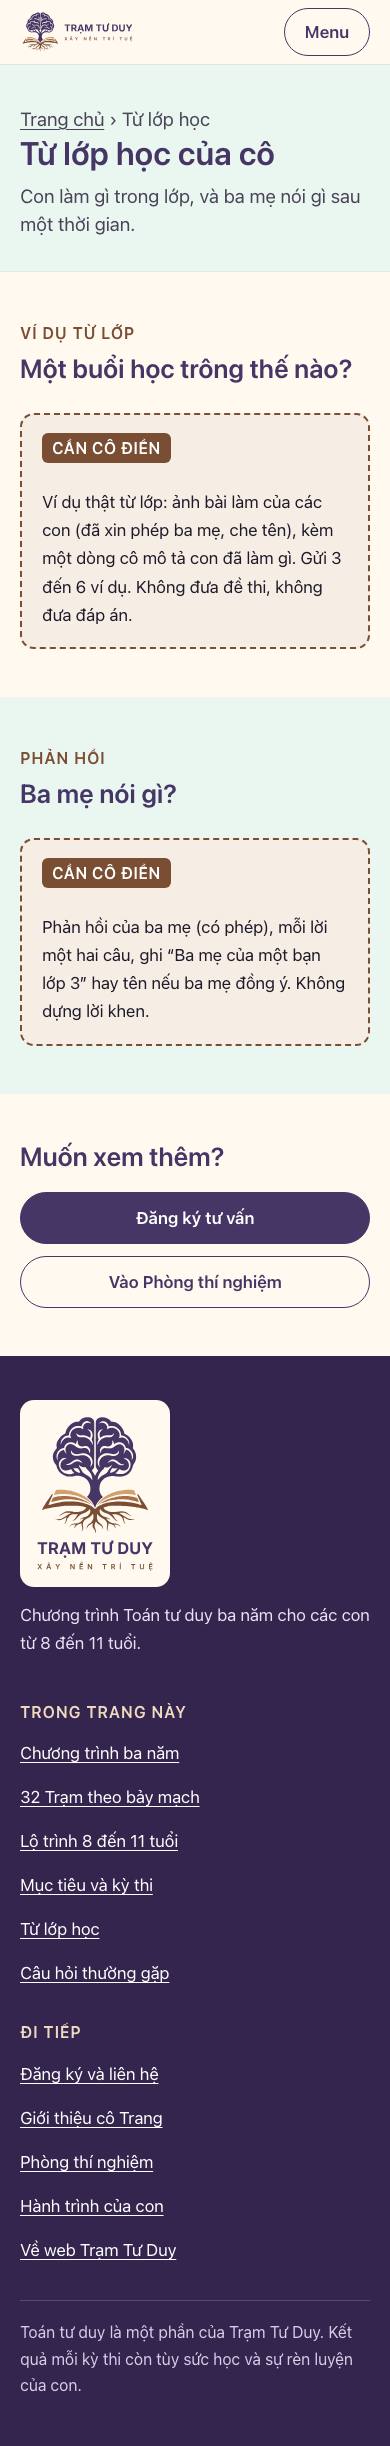 TRẠM TƯ DUY
XÂY NỀN TRÍ TUỆ
Menu
Trang chủ › Từ lớp học
Từ lớp học của cô
Con làm gì trong lớp, và ba mẹ nói gì sau
một thời gian.
VÍ DỤ TỪ LỚP
Một buổi học trông thế nào?
CẦN CÔ ĐIỀN
Ví dụ thật từ lớp: ảnh bài làm của các
con (đã xin phép ba mẹ, che tên), kèm
một dòng cô mô tả con đã làm gì. Gửi 3
đến 6 ví dụ. Không đưa đề thi, không
đưa đáp án.
PHẢN HỒI
Ba mẹ nói gì?
CẦN CÔ ĐIỀN
Phản hồi của ba mẹ (có phép), mỗi lời
một hai câu, ghi “Ba mẹ của một bạn
lớp 3” hay tên nếu ba mẹ đồng ý. Không
dựng lời khen.
Muốn xem thêm?
Đăng ký tư vấn
Vào Phòng thí nghiệm
TRẠM TƯ DUY
XÂY NỀN TRÍ TUỆ
Chương trình Toán tư duy ba năm cho các con
từ 8 đến 11 tuổi.
TRONG TRANG NÀY
Chương trình ba năm
32 Trạm theo bảy mạch
Lộ trình 8 đến 11 tuổi
Mục tiêu và kỳ thi
Từ lớp học
Câu hỏi thường gặp
ĐI TIẾP
Đăng ký và liên hệ
Giới thiệu cô Trang
Phòng thí nghiệm
Hành trình của con
Về web Trạm Tư Duy
Toán tư duy là một phần của Trạm Tư Duy. Kết
quả mỗi kỳ thi còn tùy sức học và sự rèn luyện
của con.